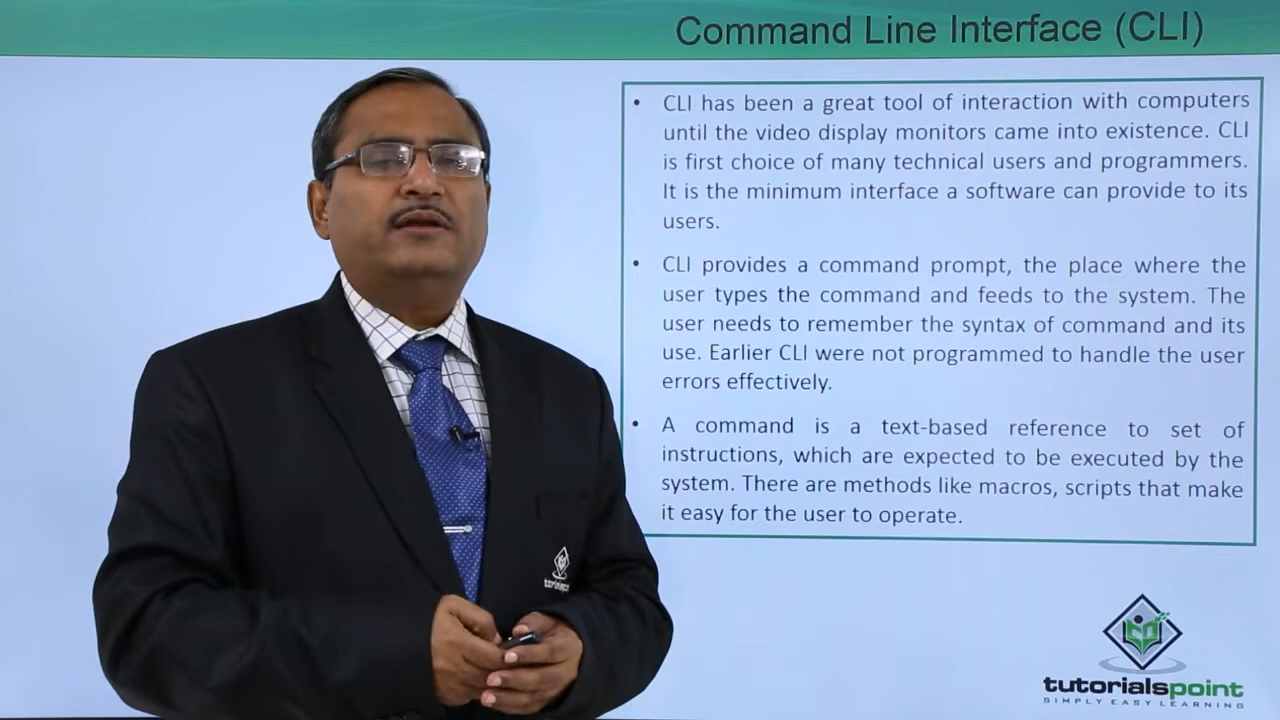 Command Line Interface (CLI)
• CLI has been a great tool of interaction with computers
until the video display monitors came into existence. CLI
is first choice of many technical users and programmers.
It is the minimum interface a software can provide to its
users.
• CLI provides a command prompt, the place where the
user types the command and feeds to the system. The
user needs to remember the syntax of command and its
use. Earlier CLI were not programmed to handle the user
errors effectively.
• A command is a text-based reference to set of
instructions, which are expected to be executed by the
system. There are methods like macros, scripts that make
it easy for the user to operate.
tutorialspoint
SIMPLY EASY LEARNING